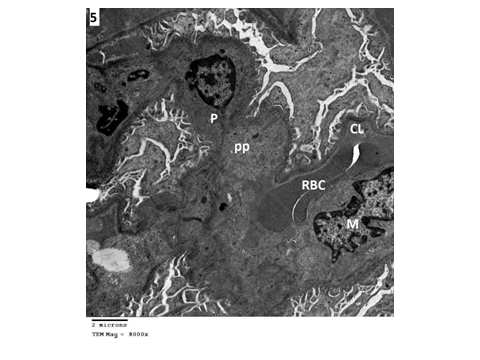 5
P
pp
CL
RBC
M
2 microns
TEM Mag = 8000x